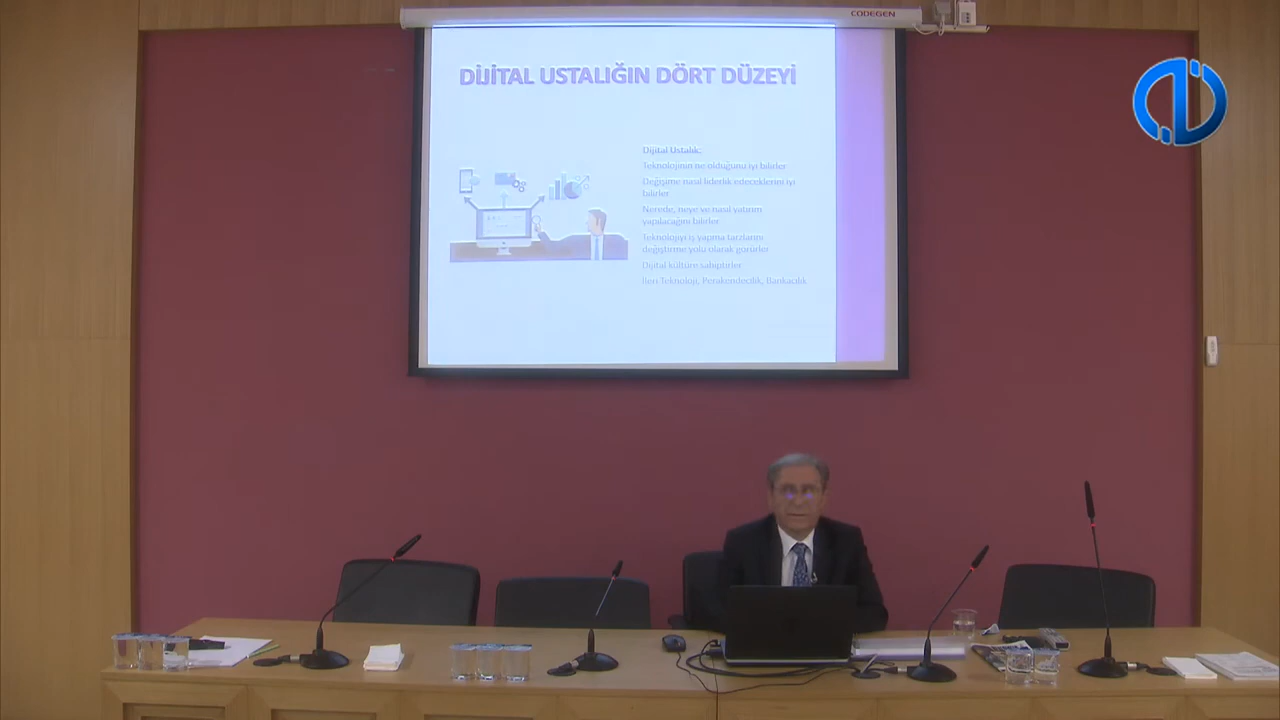 CODEGEN
DİJİTAL USTALIĞIN DÖRT DÜZEYİ
Dijital Ustalık:
Teknolojinin ne olduğunu iyi bilirler
Değişime nasıl liderlik edeceklerini iyi
bilirler
Nerede, neye ve nasıl yatırım
yapılacağını bilirler
Teknolojiyi iş yapma tarzlarını
değiştirme yolu olarak görürler
Dijital kültüre sahiptirler
İleri Teknoloji, Perakendecilik, Bankacılık